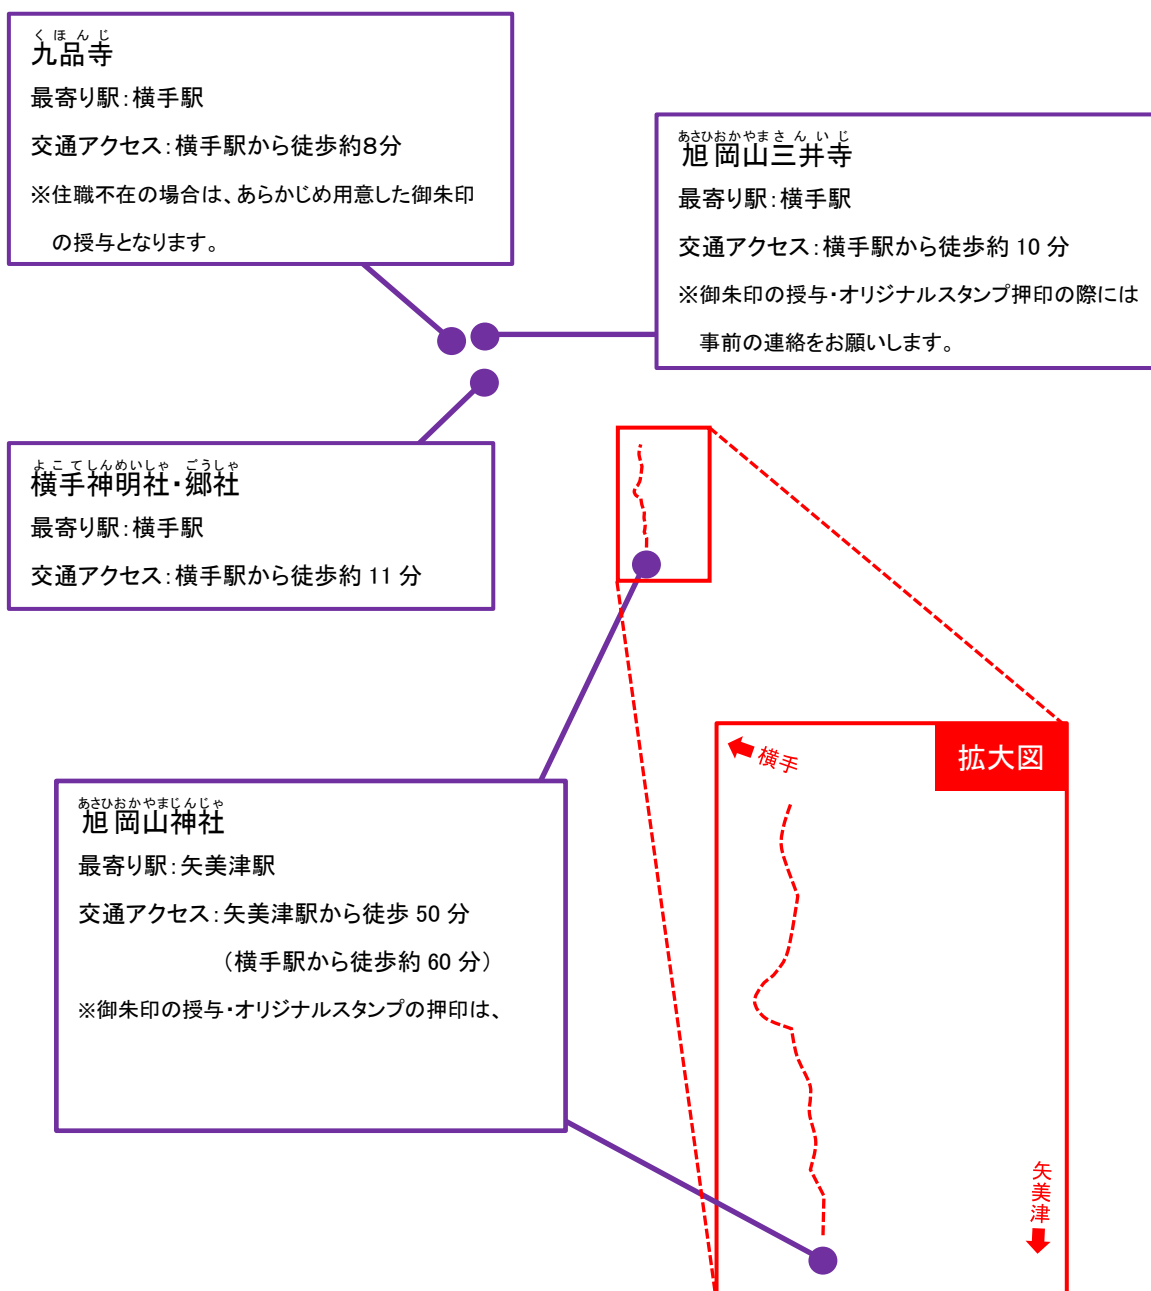 くほんじ
九品寺
最寄り駅：横手駅
交通アクセス：横手駅から徒歩約8分
※住職不在の場合は、あらかじめ用意した御朱印
の授与となります。
あさひおかやまさんいじ
旭岡山三井寺
最寄り駅：横手駅
交通アクセス：横手駅から徒歩約 10 分
※御朱印の授与・オリジナルスタンプ押印の際には
事前の連絡をお願いします。
よこてしんめいしゃ ごうしゃ
横手神明社・郷社
最寄り駅：横手駅
交通アクセス：横手駅から徒歩約 11 分
あさひおかやまじんじゃ
旭岡山神社
最寄り駅：矢美津駅
交通アクセス：矢美津駅から徒歩 50 分
（横手駅から徒歩約 60 分）
※御朱印の授与・オリジナルスタンプの押印は、
拡大図
横手
矢美津